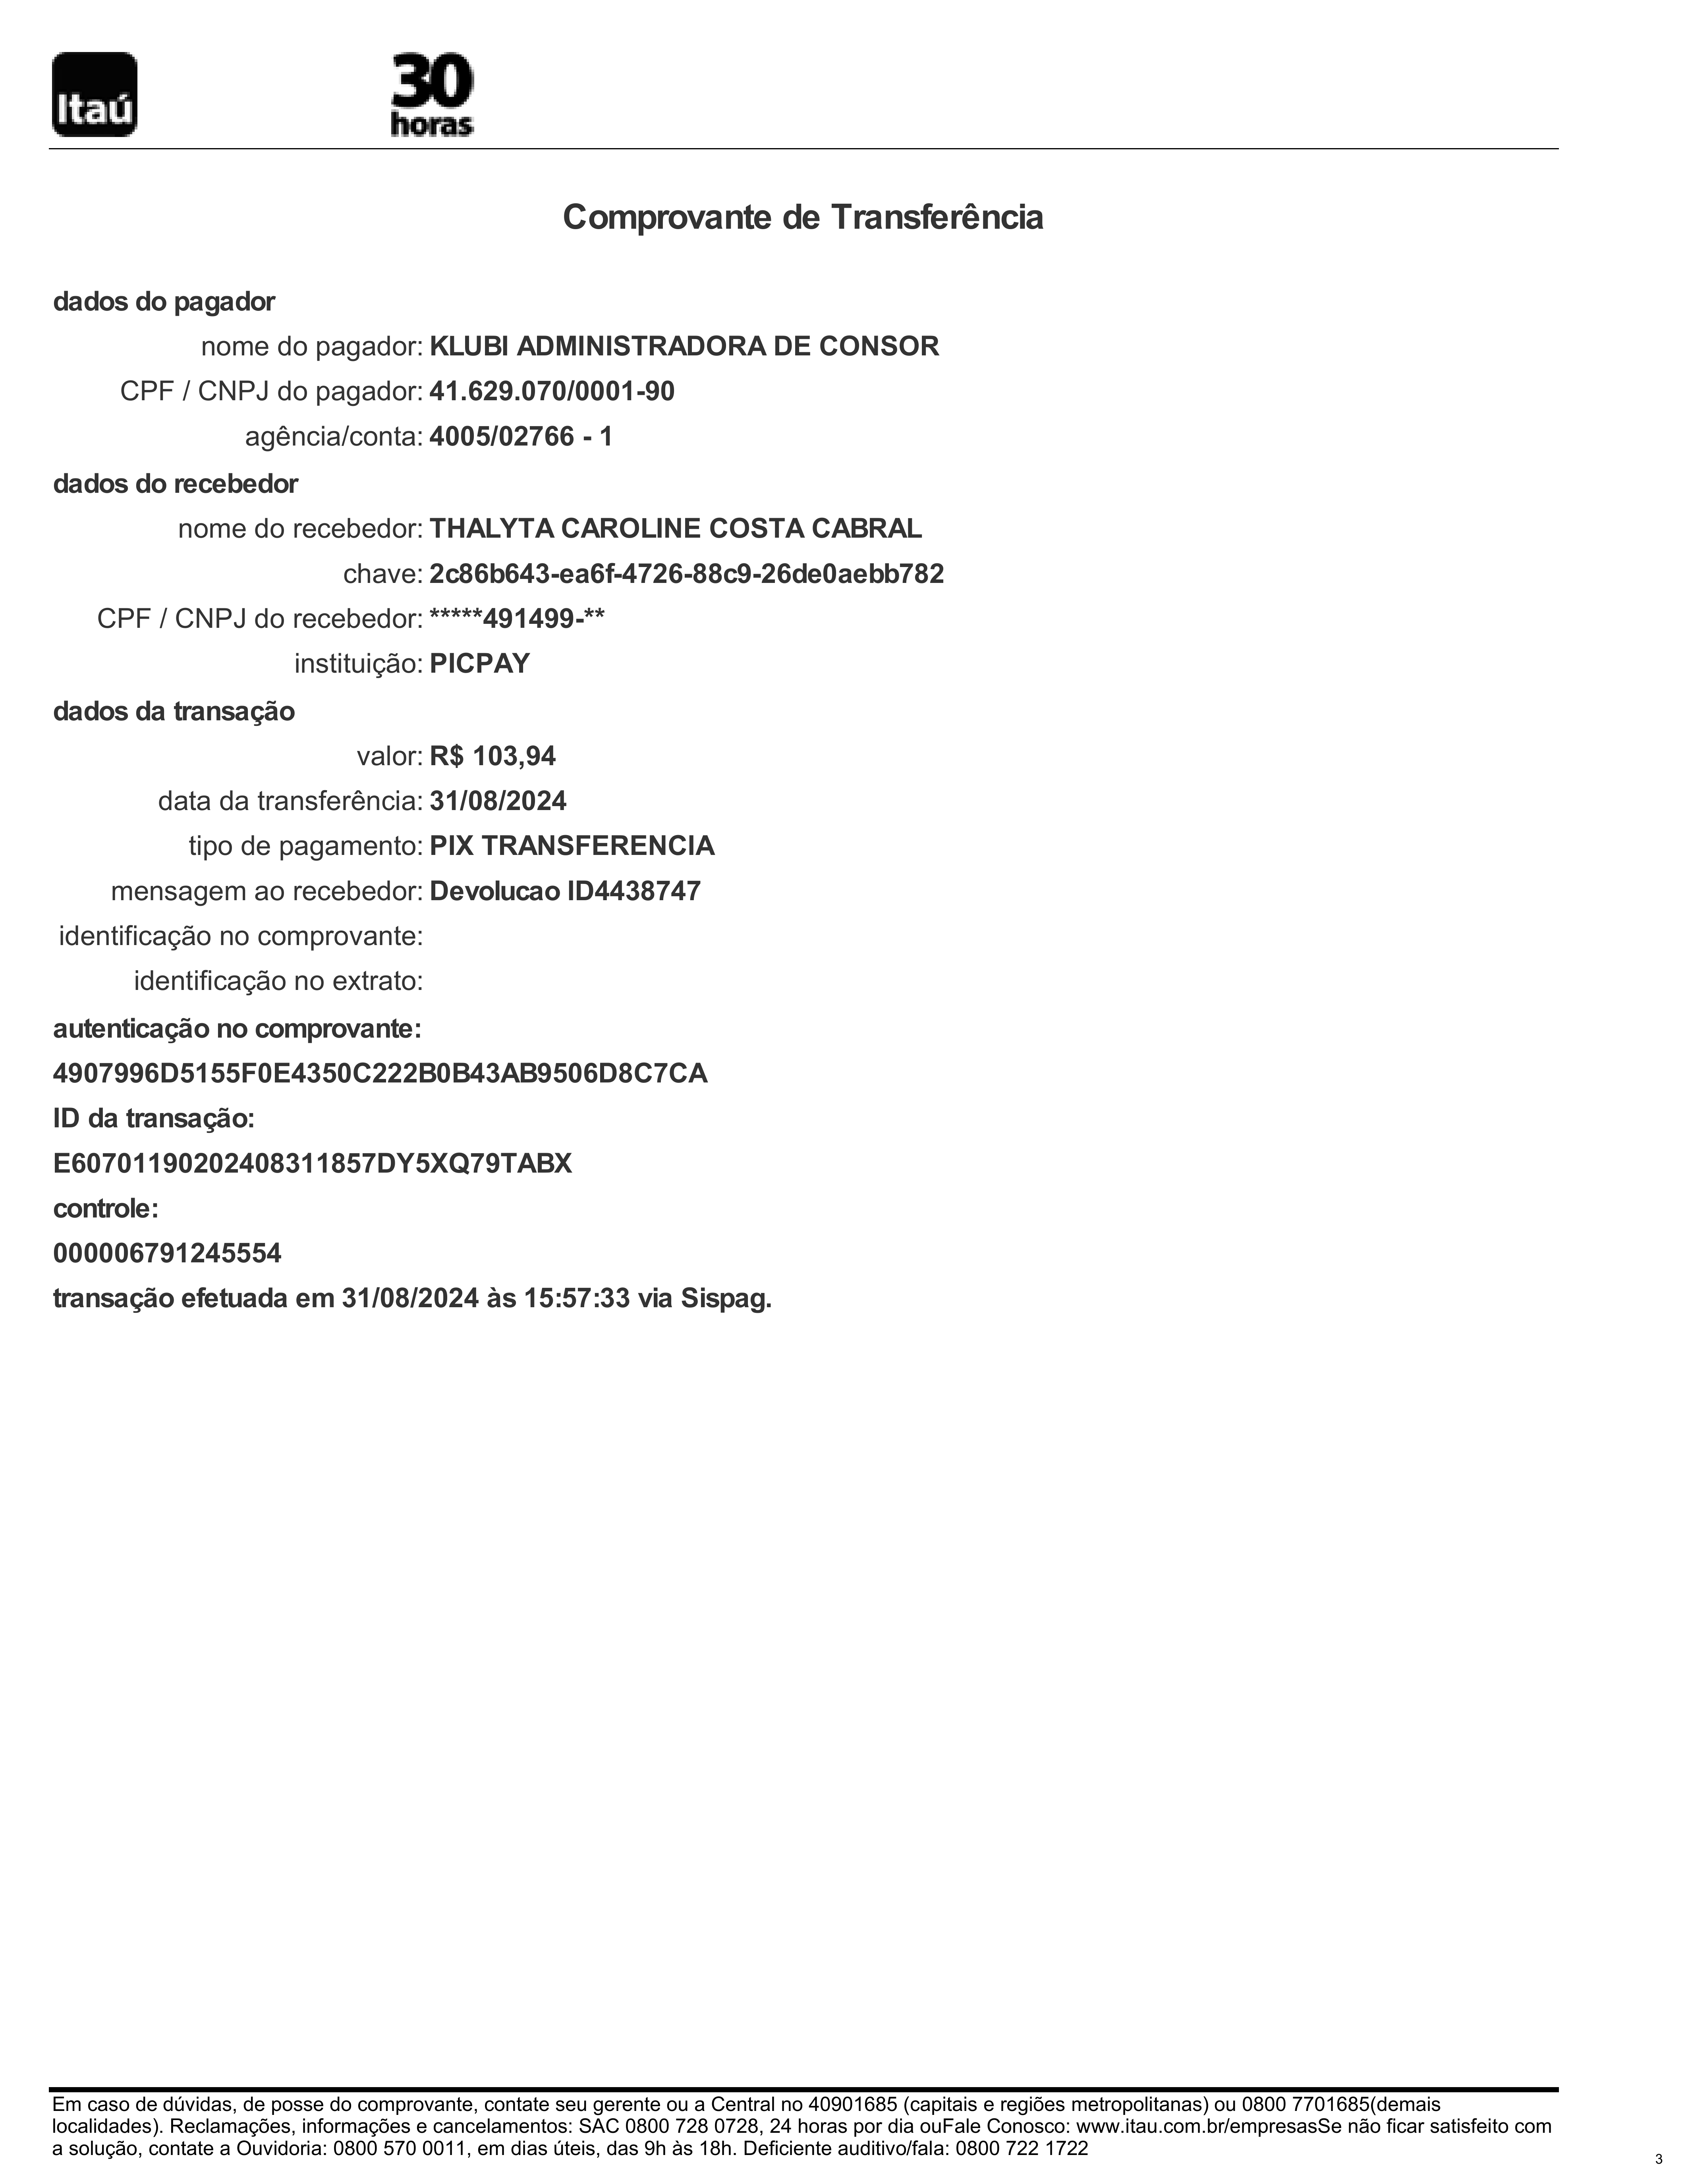 Itaú
30
horas
Comprovante de Transferência
dados do pagador
nome do pagador: KLUBI ADMINISTRADORA DE CONSOR
CPF / CNPJ do pagador: 41.629.070/0001-90
agência/conta: 4005/02766 - 1
dados do recebedor
nome do recebedor: THALYTA CAROLINE COSTA CABRAL
chave: 2c86b643-ea6f-4726-88c9-26de0aebb782
CPF / CNPJ do recebedor: *****491499-**
instituição: PICPAY
dados da transação
valor: R$ 103,94
data da transferência: 31/08/2024
tipo de pagamento: PIX TRANSFERENCIA
mensagem ao recebedor: Devolucao ID4438747
identificação no comprovante:
identificação no extrato:
autenticação no comprovante:
4907996D5155F0E4350C222B0B43AB9506D8C7CA
ID da transação:
E60701190202408311857DY5XQ79TABX
controle:
000006791245554
transação efetuada em 31/08/2024 às 15:57:33 via Sispag.
Em caso de dúvidas, de posse do comprovante, contate seu gerente ou a Central no 40901685 (capitais e regiões metropolitanas) ou 0800 7701685(demais
localidades). Reclamações, informações e cancelamentos: SAC 0800 728 0728, 24 horas por dia ouFale Conosco: www.itau.com.br/empresasSe não ficar satisfeito com
a solução, contate a Ouvidoria: 0800 570 0011, em dias úteis, das 9h às 18h. Deficiente auditivo/fala: 0800 722 1722
3